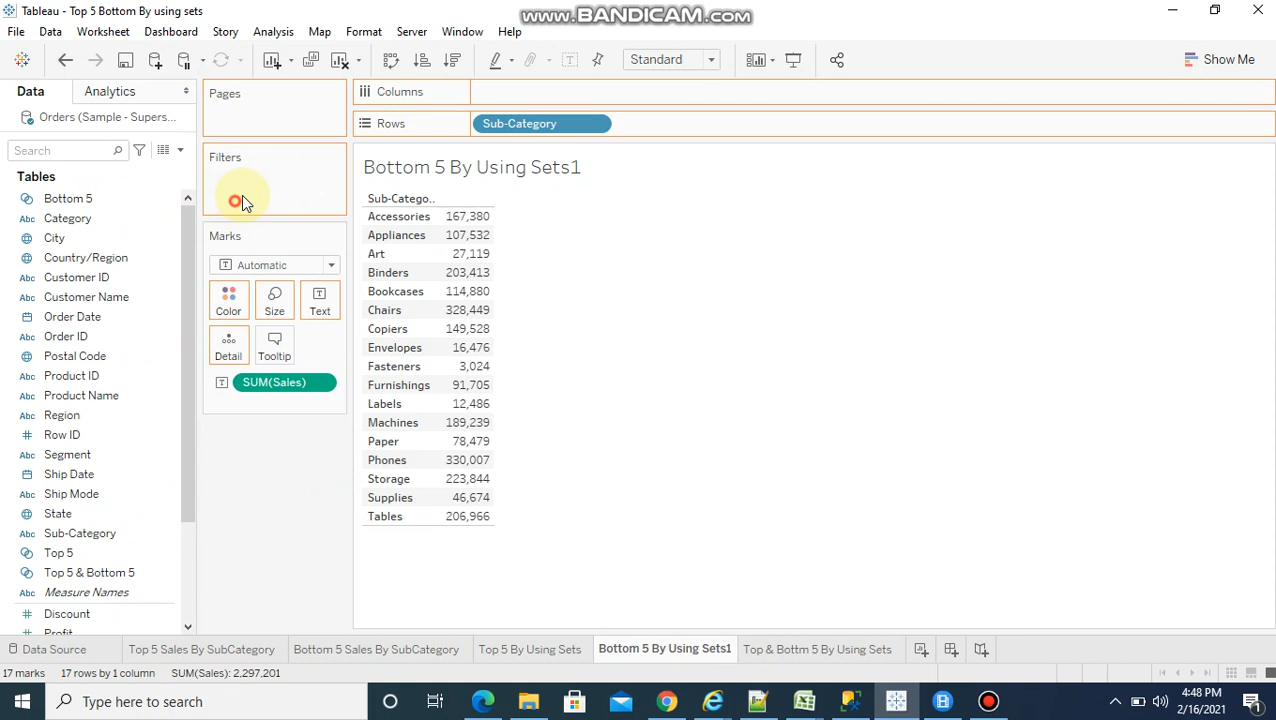 Tableau - Top 5 Bottom By using sets
www.BANDICAM.com
File Data Worksheet Dashboard Story Analysis Map Format Server Window Help
Standard
Show Me
Data Analytics
Pages
Columns
Orders (Sample - Supers...
Rows
Sub-Category
Search
Filters
Tables
Bottom 5
Category
City
Country/Region
Customer ID
Customer Name
Order Date
Order ID
Postal Code
Product ID
Product Name
Region
Row ID
Segment
Ship Date
Ship Mode
State
Sub-Category
Top 5
Top 5 & Bottom 5
Measure Names
Discount
Profit
Marks
Automatic
Color Size Text
Detail Tooltip
SUM(Sales)
Bottom 5 By Using Sets1
Sub-Catego..
Accessories 167,380
Appliances 107,532
Art 27,119
Binders 203,413
Bookcases 114,880
Chairs 328,449
Copiers 149,528
Envelopes 16,476
Fasteners 3,024
Furnishings 91,705
Labels 12,486
Machines 189,239
Paper 78,479
Phones 330,007
Storage 223,844
Supplies 46,674
Tables 206,966
Data Source Top 5 Sales By SubCategory Bottom 5 Sales By SubCategory Top 5 By Using Sets Bottom 5 By Using Sets1 Top & Bottm 5 By Using Sets
17 marks 17 rows by 1 column SUM(Sales): 2,297,201
Type here to search
4:48 PM
2/16/2021
1